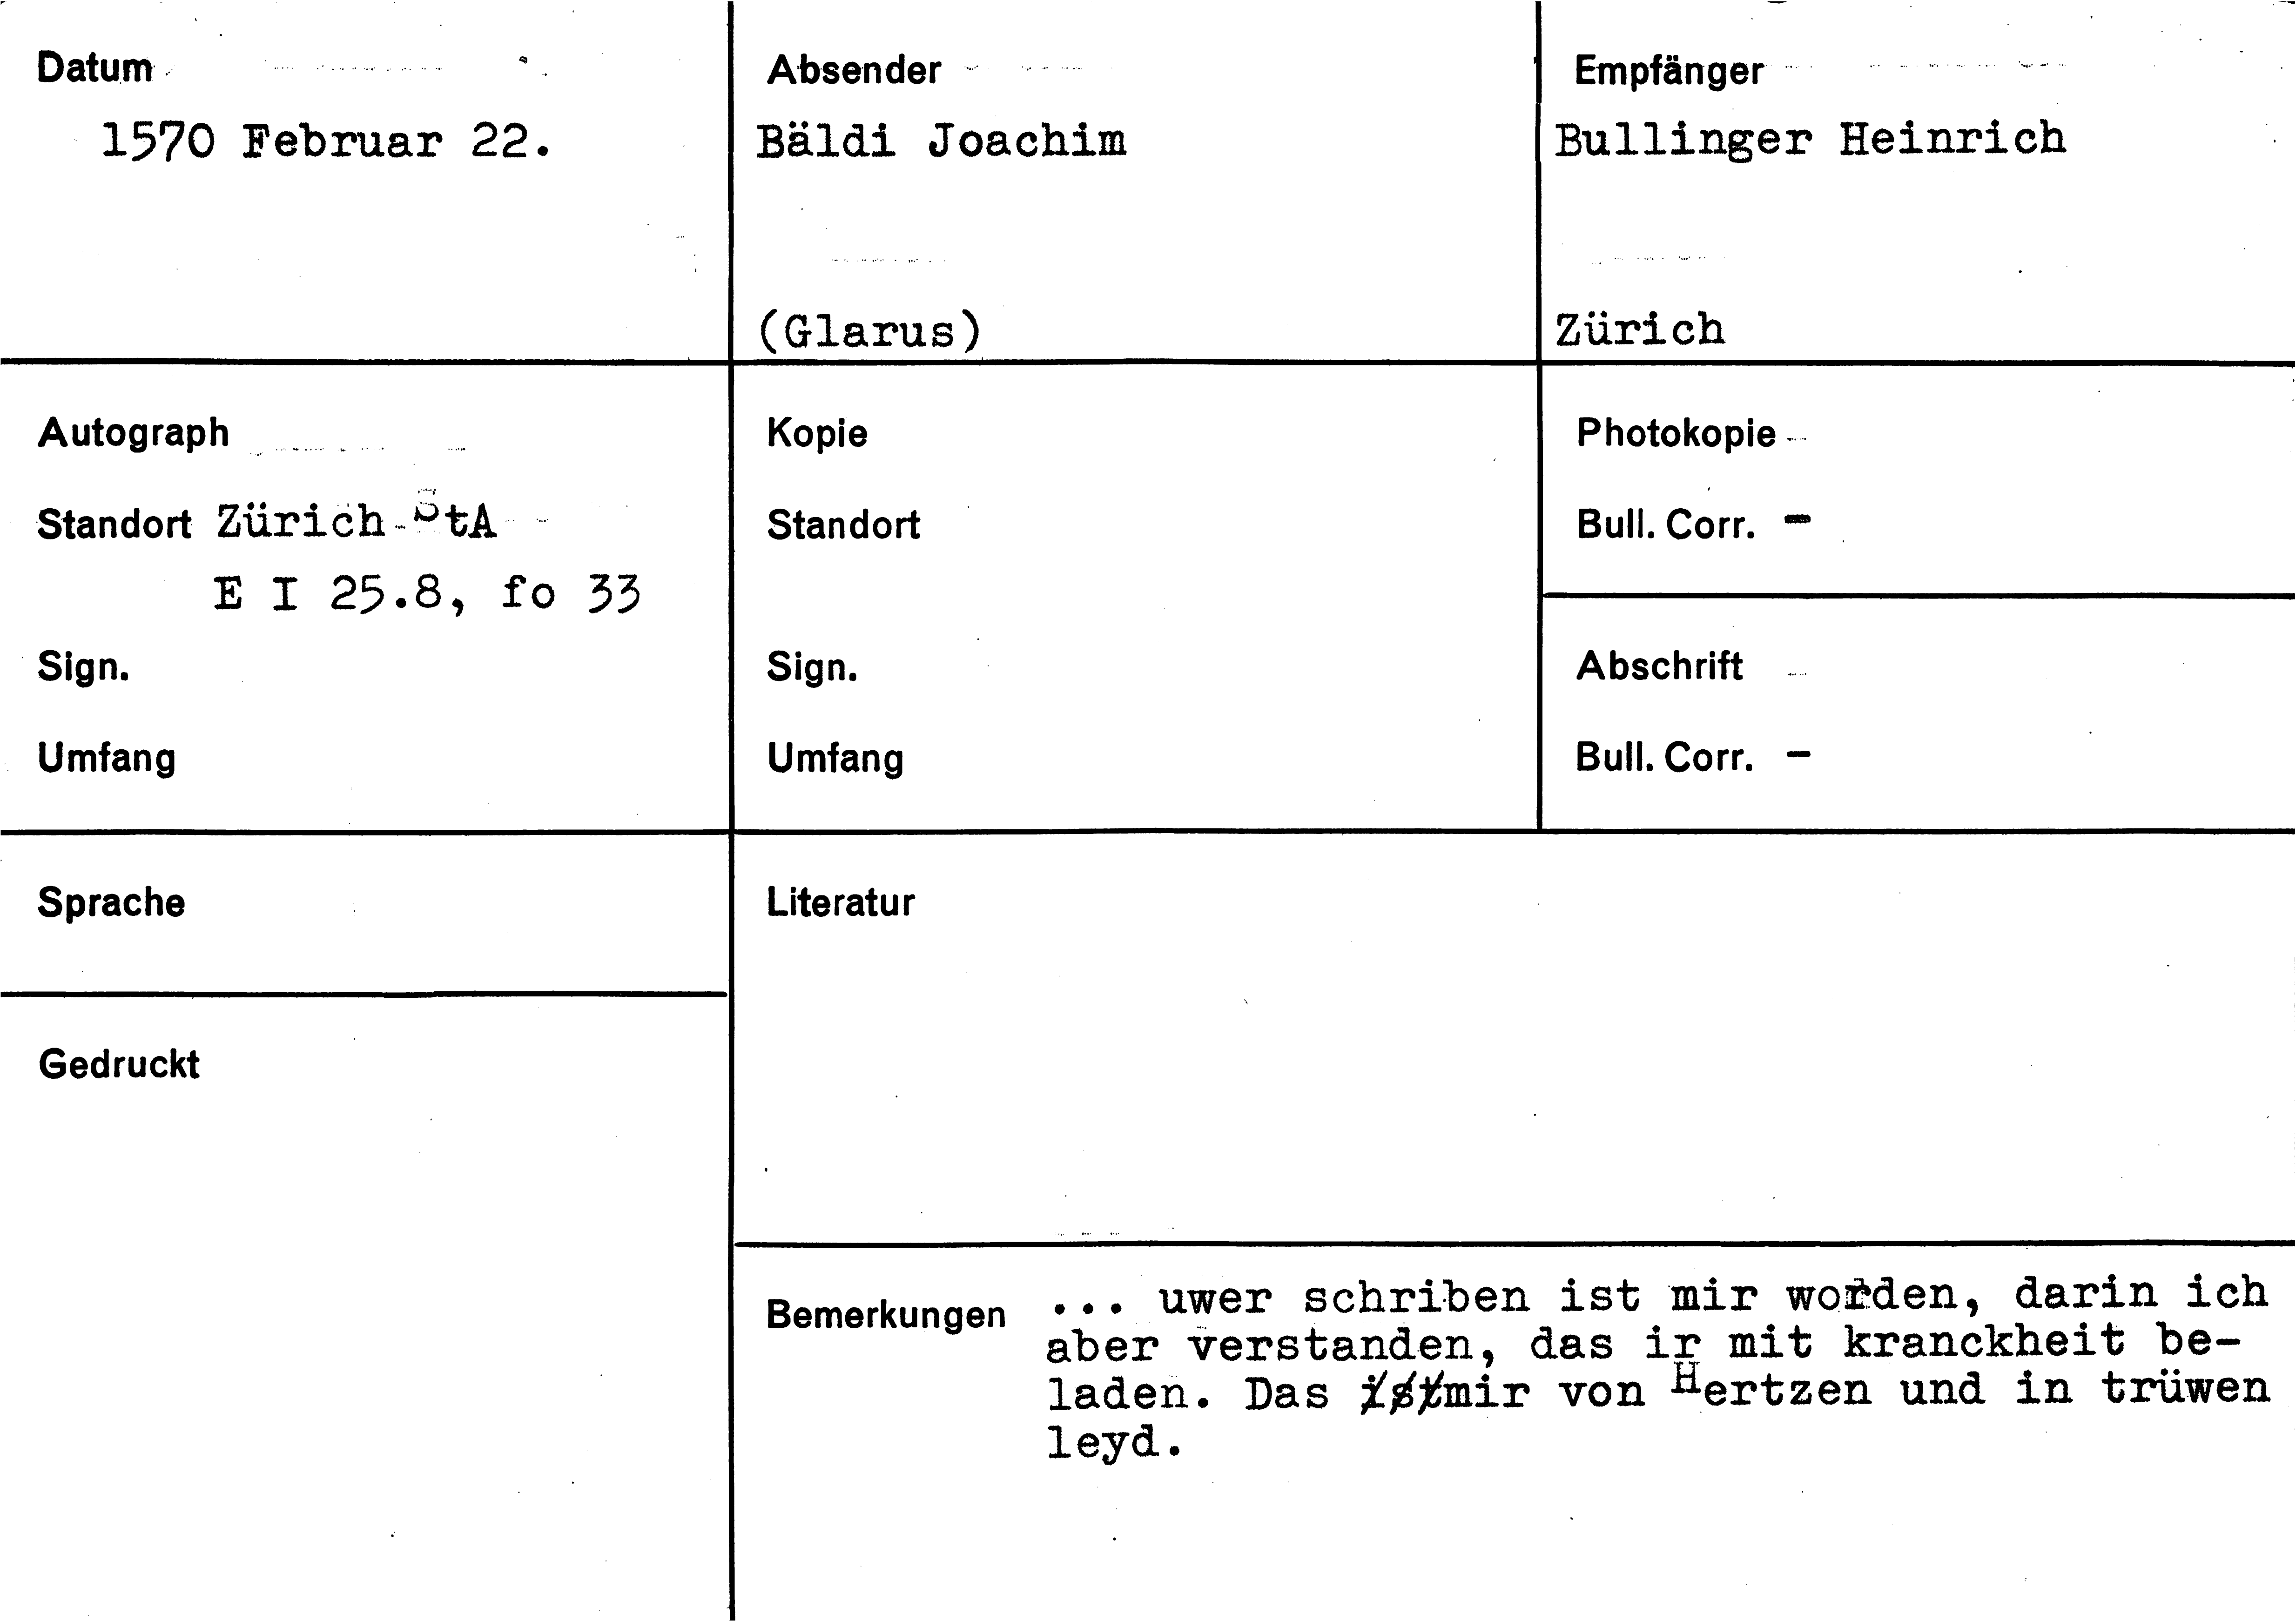 Datum
1570 Februar 22.
Absender
Bäldi Joachim
(Glarus)
Empfänger
Bullinger Heinrich
Zürich
Autograph
Standort Zürich StA
E I 25.8, fo 33
Sign.
Umfang
Kopie
Standort
Sign.
Umfang
Photokopie
Bull. Corr. -
Abschrift
Bull. Corr. -
Sprache
Gedruckt
Literatur
Bemerkungen ... uwer schriben ist mir worden, darin ich
aber verstanden, das ir mit kranckheit be-
laden. Das ist mir von Hertzen und in trüwen
leyd.